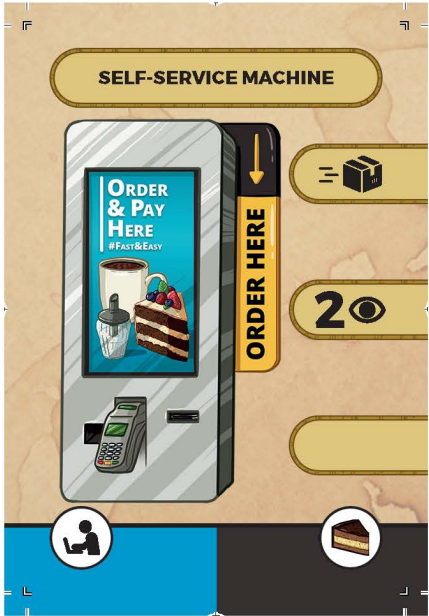 SELF-SERVICE MACHINE
ORDER
& PAY
HERE
#FAST&EASY
ORDER HERE
2